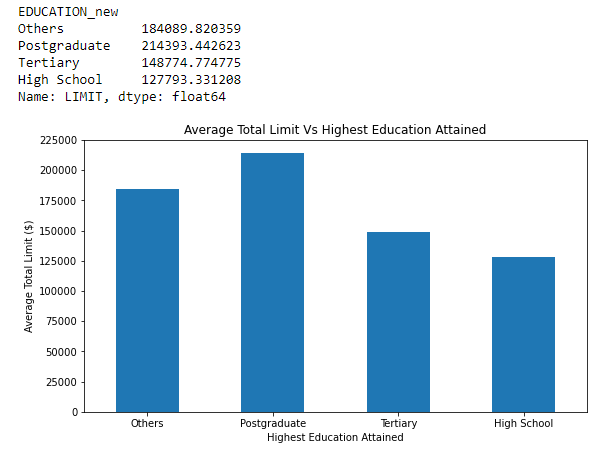 EDUCATION_new
Others 184089.820359
Postgraduate 214393.442623
Tertiary 148774.774775
High School 127793.331208
Name: LIMIT, dtype: float64
Average Total Limit Vs Highest Education Attained
225000
200000
175000
150000
125000
100000
75000
50000
25000
0
Average Total Limit ($)
Others Postgraduate Tertiary High School
Highest Education Attained